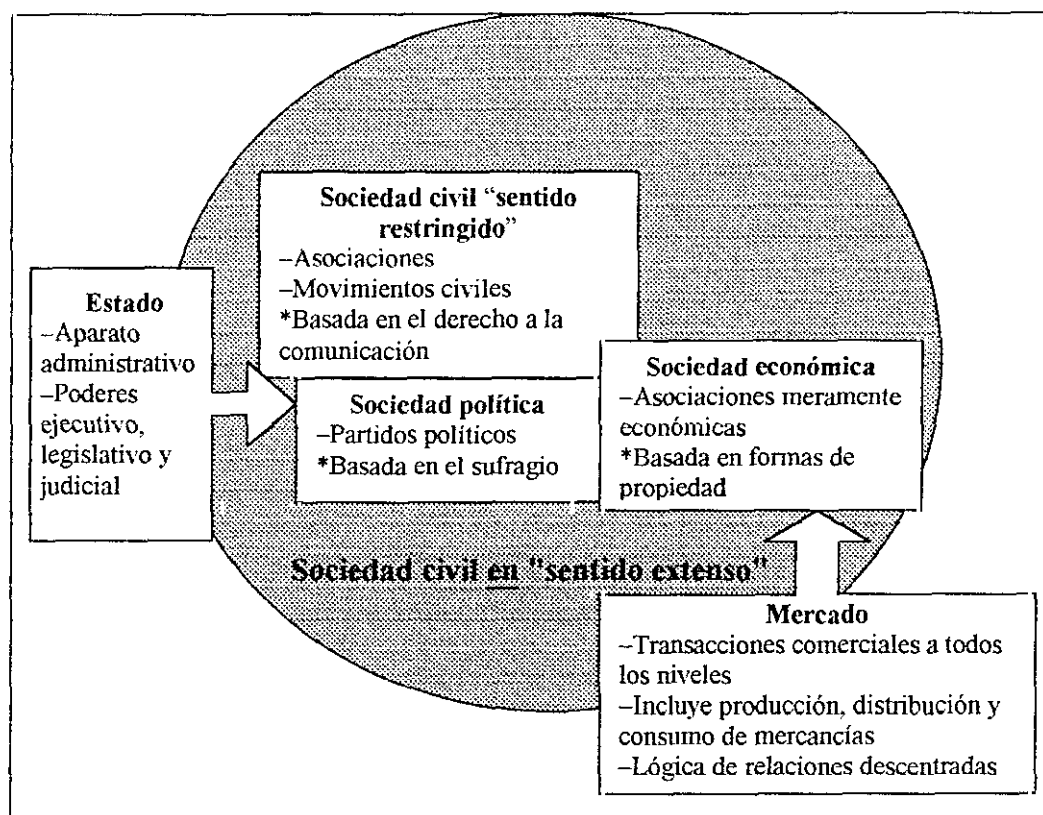 Sociedad civil “sentido
restringido”
–Asociaciones
–Movimientos civiles
*Basada en el derecho a la
comunicación
Estado
–Aparato
administrativo
–Poderes
ejecutivo,
legislativo y
judicial
Sociedad política
–Partidos políticos
*Basada en el sufragio
Sociedad económica
–Asociaciones meramente
económicas
*Basada en formas de
propiedad
Sociedad civil en "sentido extenso"
Mercado
–Transacciones comerciales a todos
los niveles
–Incluye producción, distribución y
consumo de mercancías
–Lógica de relaciones descentradas